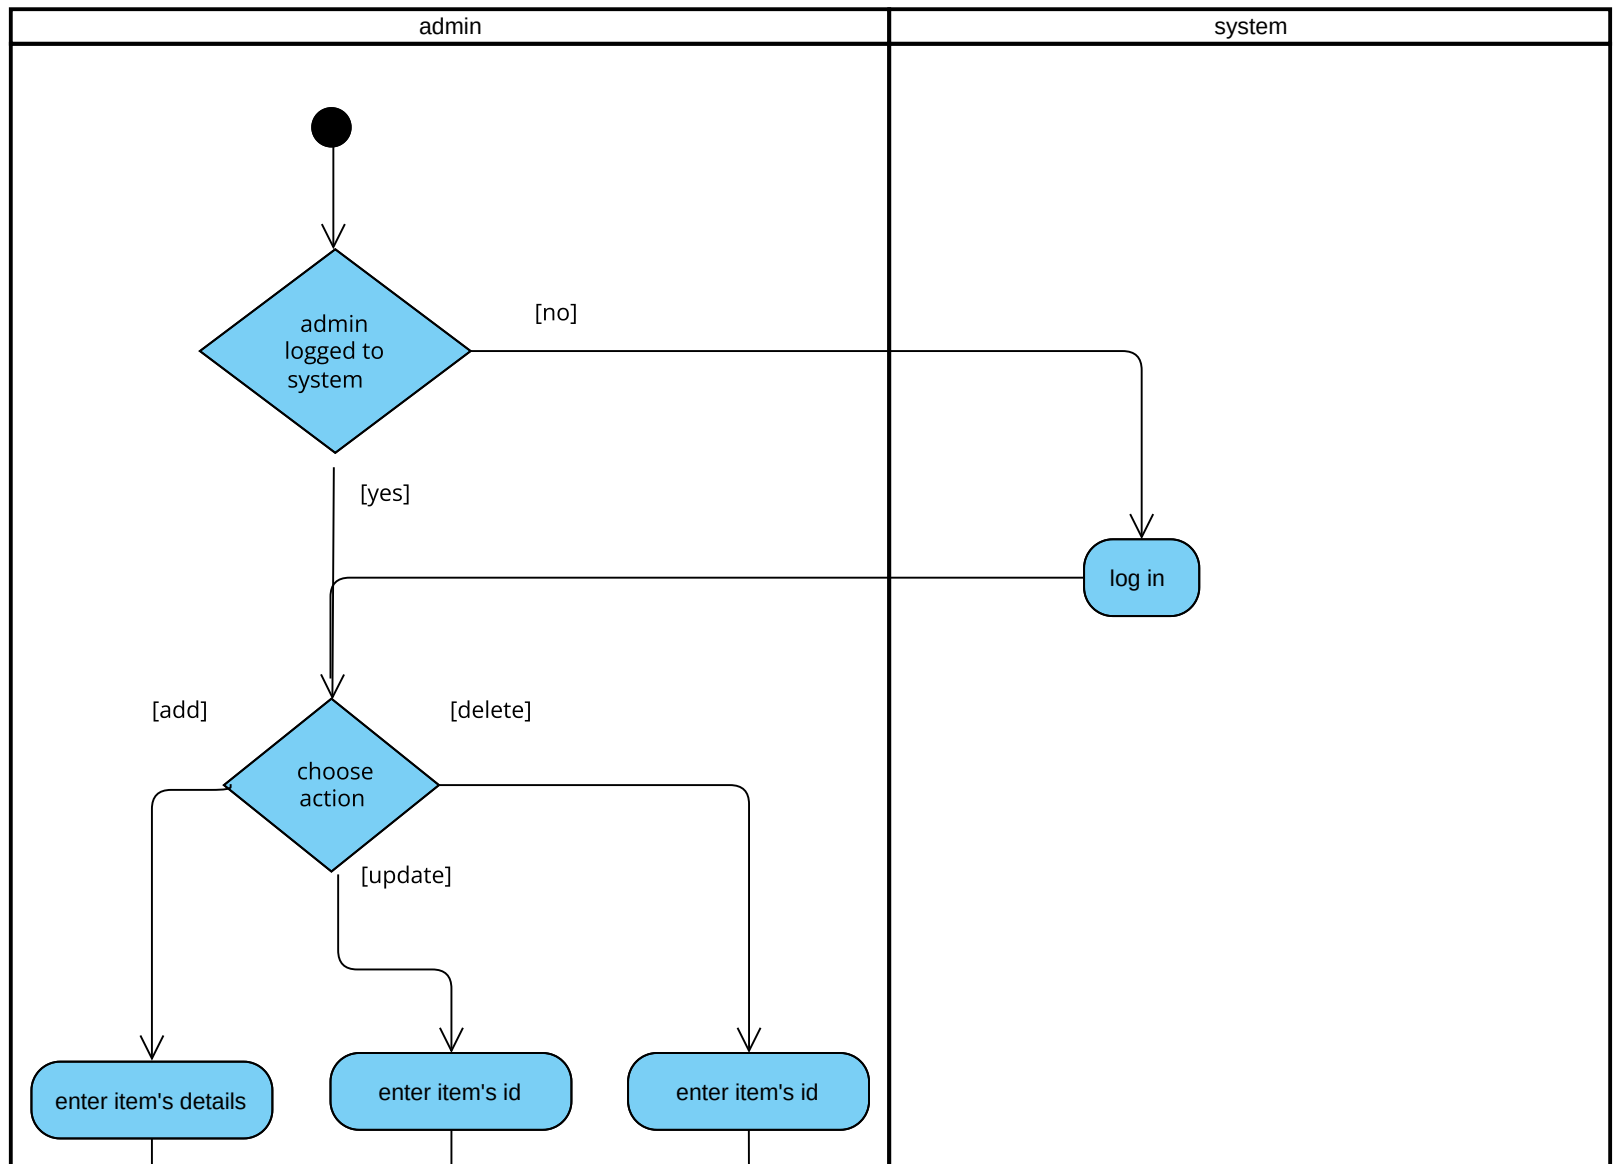 admin
system
admin
logged to
system
[no]
[yes]
log in
[add]
[delete]
choose
action
[update]
enter item's details
enter item's id
enter item's id